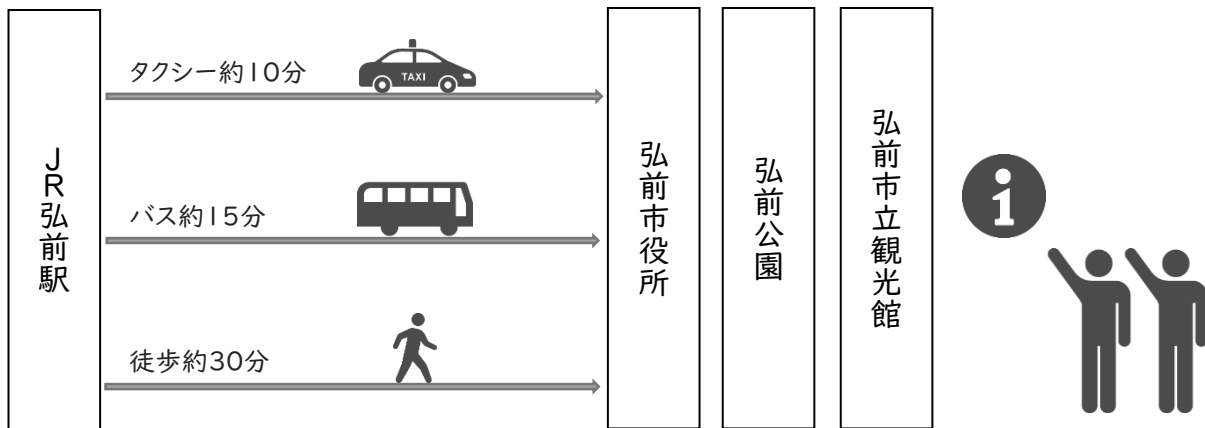 JR弘前駅
タクシー約10分
TAXI
バス約15分
徒歩約30分
弘前市役所
弘前公園
弘前市立観光館
i